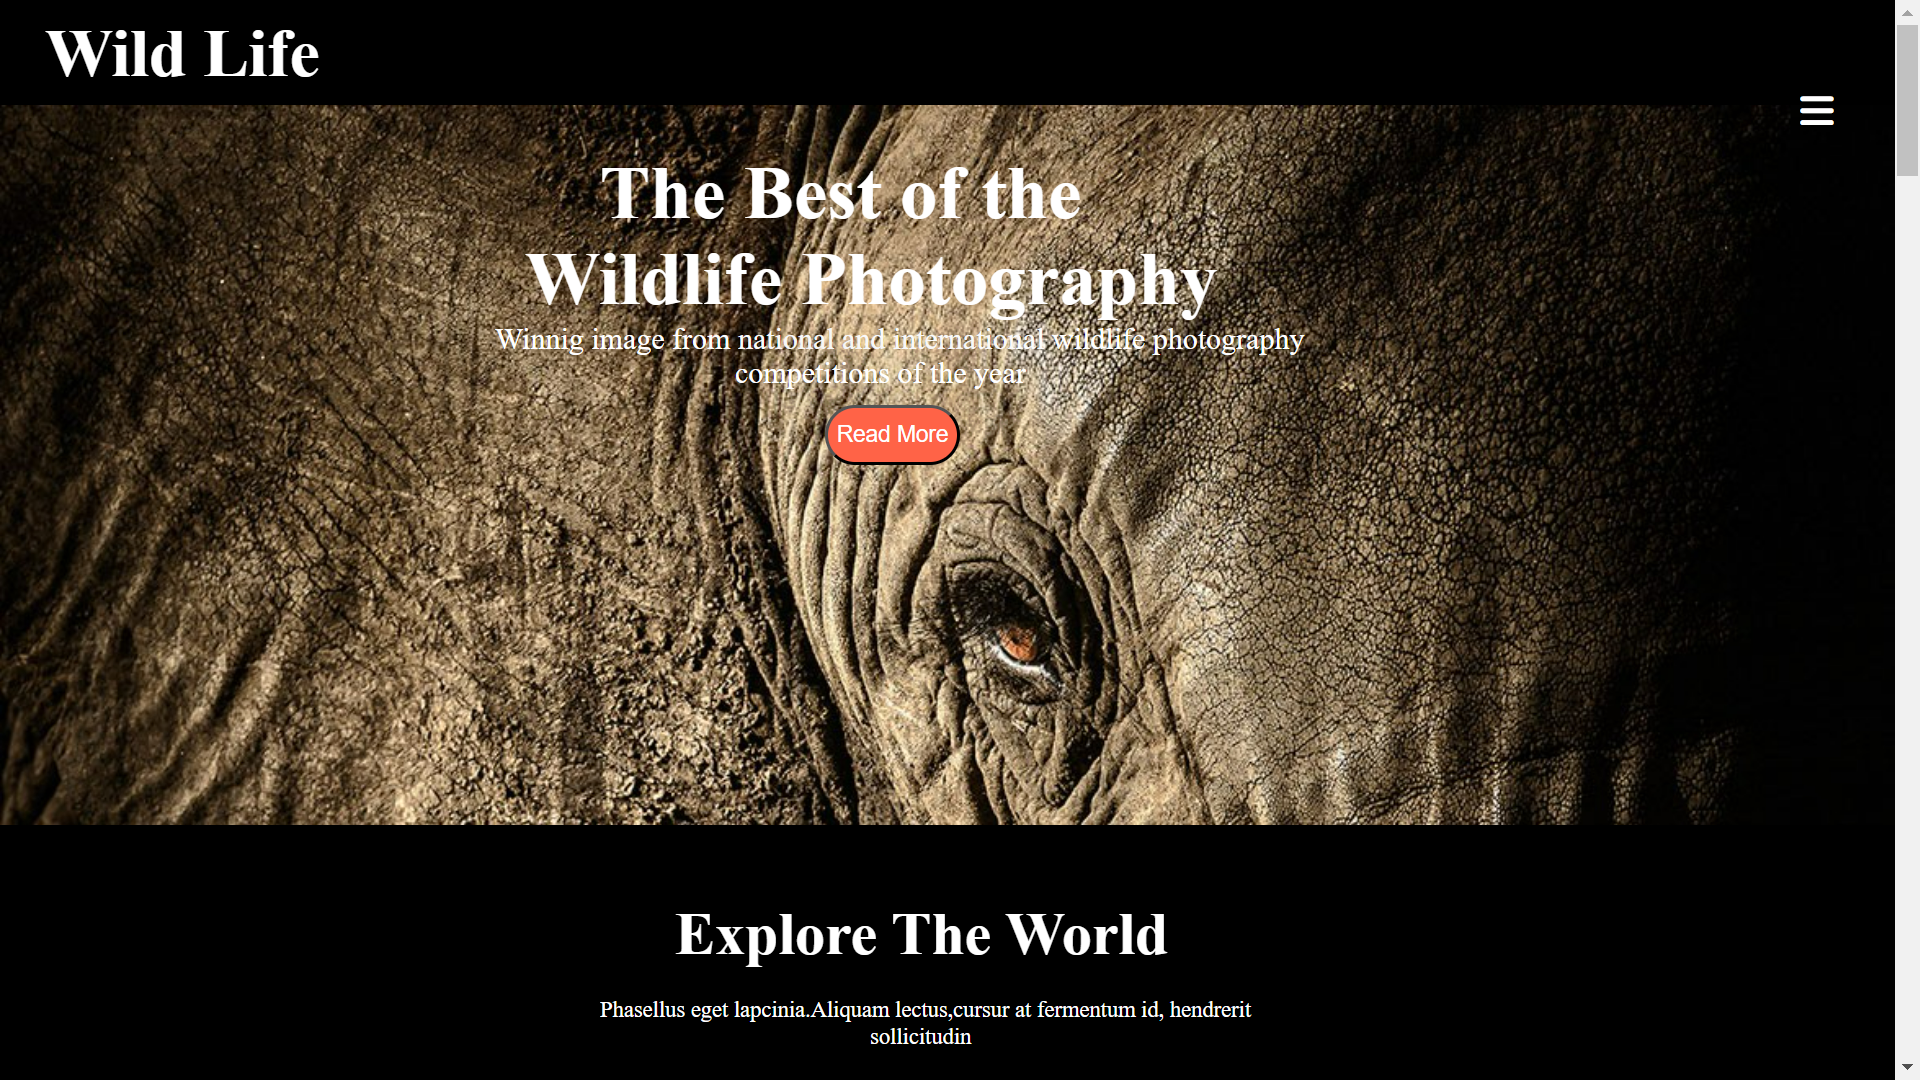 Wild Life
The Best of the
Wildlife Photography
Winnig image from national and international wildlife photography
competitions of the year
Read More
Explore The World
Phasellus eget lapcinia.Aliquam lectus,cursur at fermentum id, hendrerit
sollicitudin